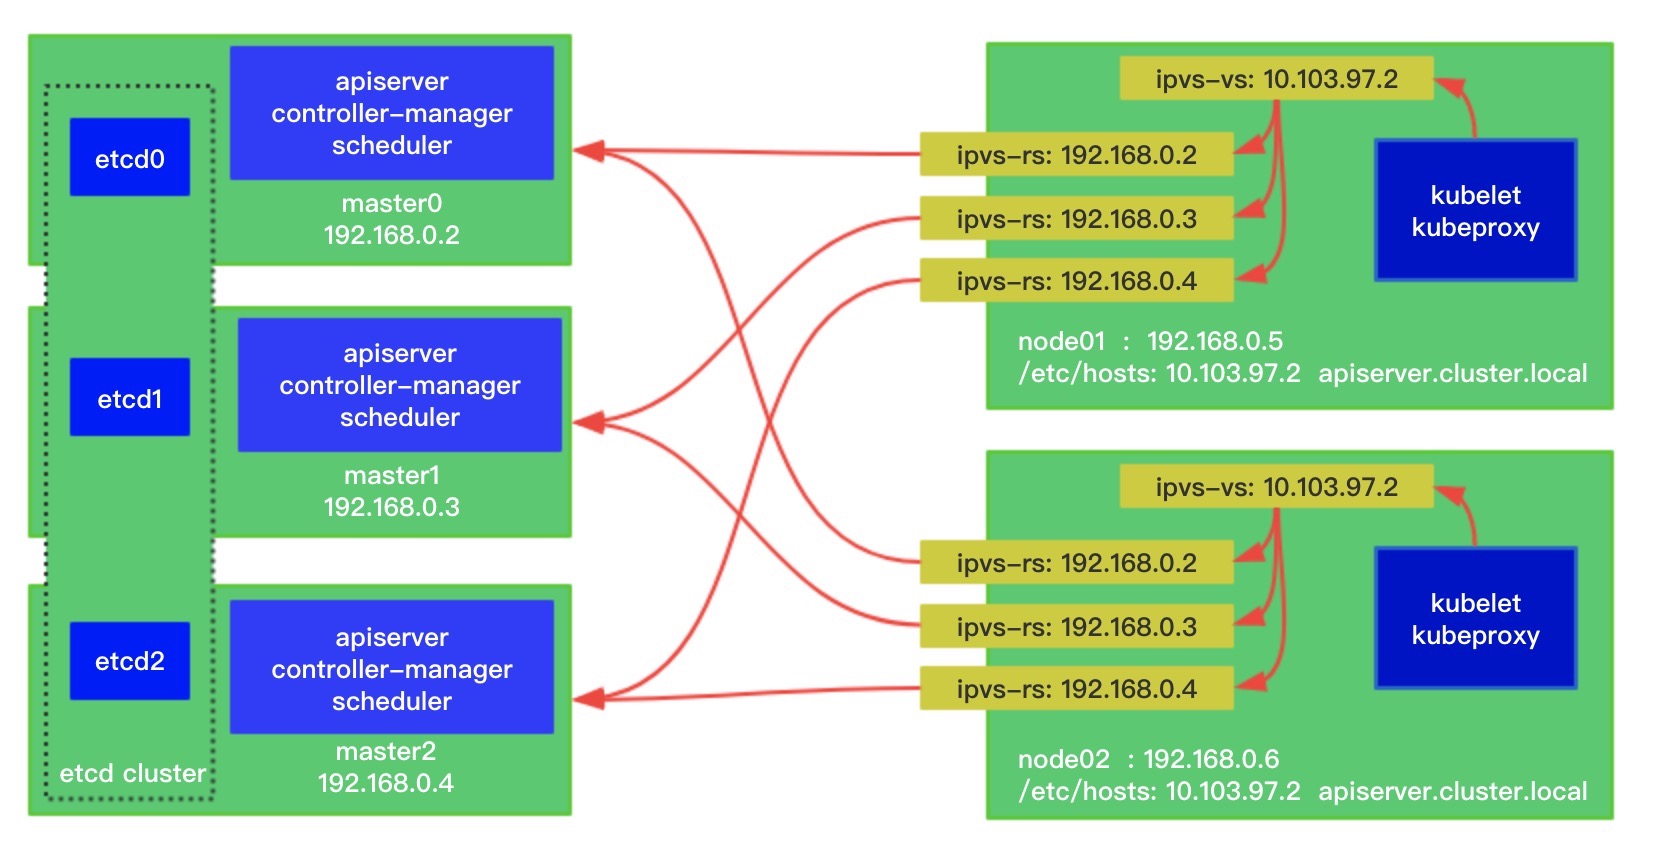 apiserver
controller-manager
scheduler
etcd0
master0
192.168.0.2
apiserver
controller-manager
scheduler
etcd1
master1
192.168.0.3
apiserver
controller-manager
scheduler
etcd2
master2
192.168.0.4
etcd cluster
ipvs-vs: 10.103.97.2
ipvs-rs: 192.168.0.2
ipvs-rs: 192.168.0.3
ipvs-rs: 192.168.0.4
kubelet
kubeproxy
node01 : 192.168.0.5
/etc/hosts: 10.103.97.2 apiserver.cluster.local
ipvs-vs: 10.103.97.2
ipvs-rs: 192.168.0.2
ipvs-rs: 192.168.0.3
ipvs-rs: 192.168.0.4
kubelet
kubeproxy
node02 : 192.168.0.6
/etc/hosts: 10.103.97.2 apiserver.cluster.local